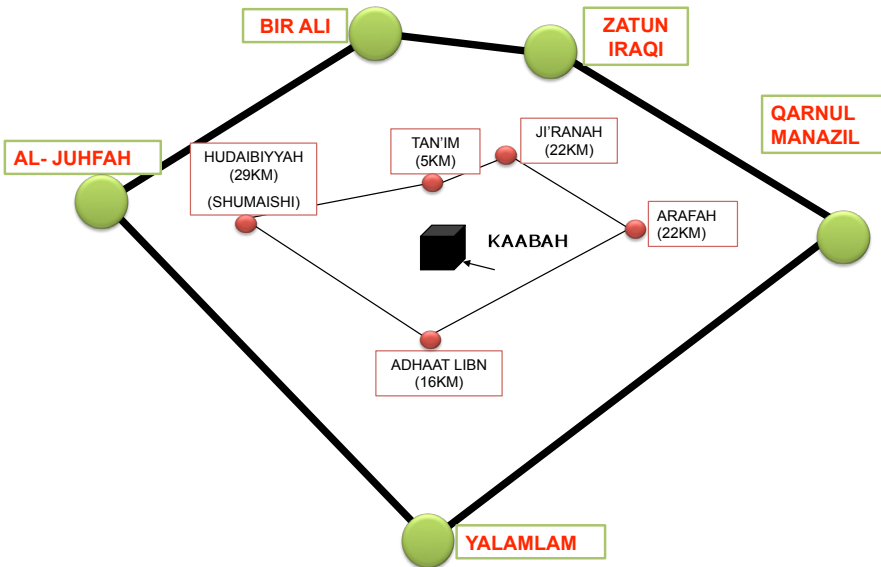 BIR ALI
ZATUN
IRAQI
QARNUL
MANAZIL
AL- JUHFAH
HUDAIBIYYAH
(29KM)
(SHUMAISHI)
TAN'IM
(5KM)
JI'RANAH
(22KM)
ARAFAH
(22KM)
KAABAH
ADHAAT LIBN
(16KM)
YALAMLAM